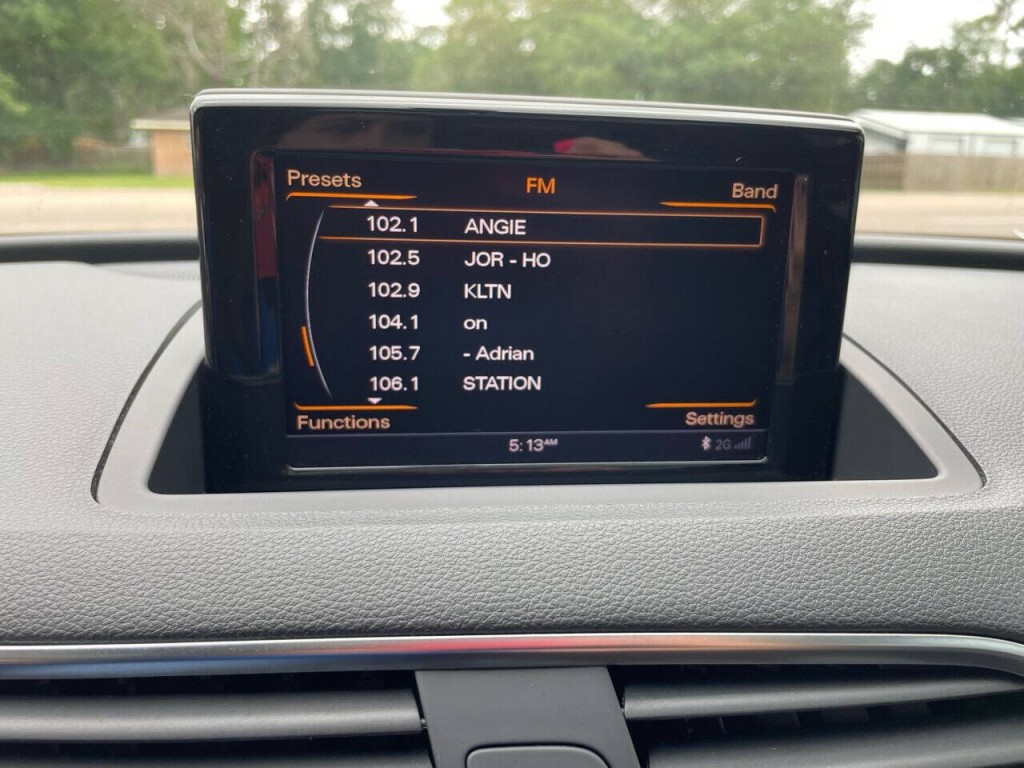 Presets FM Band
102.1 ANGIE
102.5 JOR - HO
102.9 KLTN
104.1 on
105.7 - Adrian
106.1 STATION
Functions Settings
5:13AM 2G